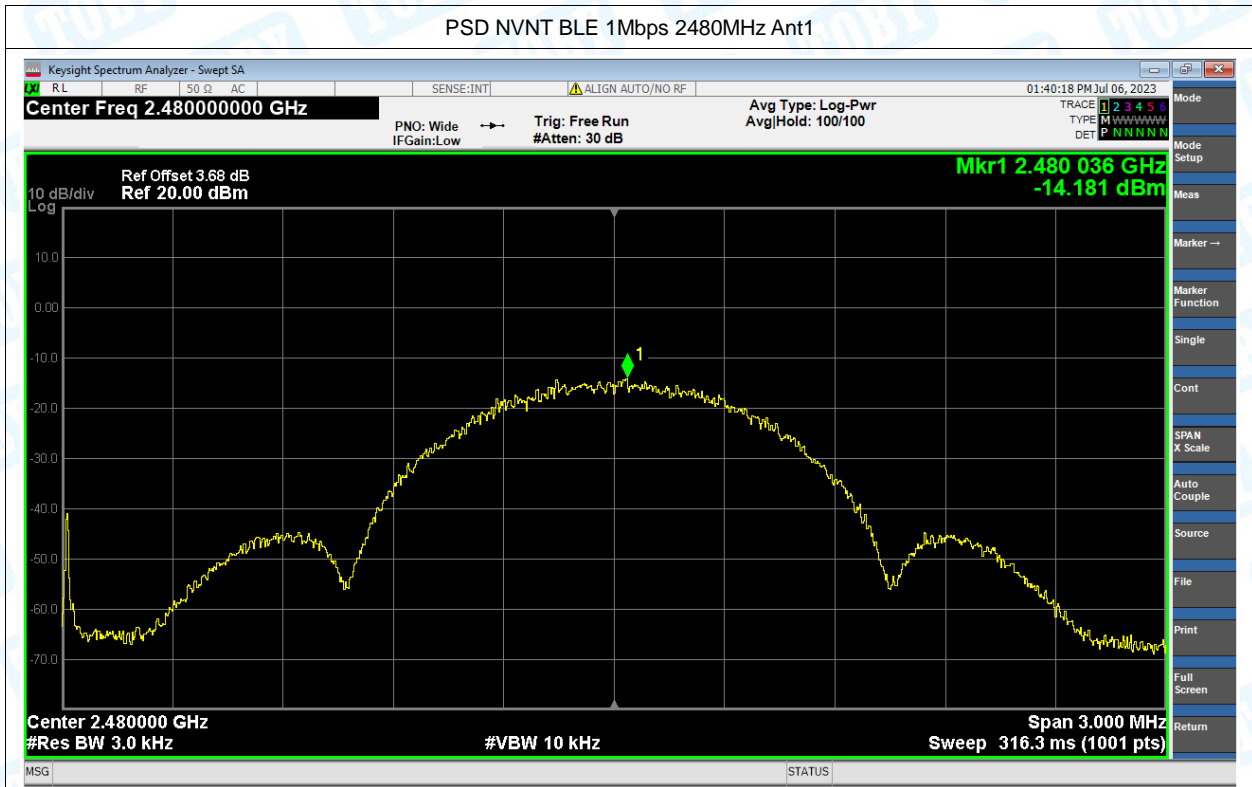 PSD NVNT BLE 1Mbps 2480MHz Ant1
Keysight Spectrum Analyzer - Swept SA
LXI RL RF 50 Ω AC SENSE:INT ALIGN AUTO/NO RF 01:40:18 PM Jul 06, 2023
Center Freq 2.480000000 GHz
PNO: Wide
IFGain:Low
Trig: Free Run
#Atten: 30 dB
Avg Type: Log-Pwr
Avg|Hold: 100/100
TRACE 1 2 3 4 5 6
TYPE M WWWWW
DET P N N N N N
Mkr1 2.480 036 GHz
-14.181 dBm
Ref Offset 3.68 dB
10 dB/div Ref 20.00 dBm
Log
10.0
0.00
-10.0
-20.0
-30.0
-40.0
-50.0
-60.0
-70.0
1
Center 2.480000 GHz Span 3.000 MHz
#Res BW 3.0 kHz #VBW 10 kHz Sweep 316.3 ms (1001 pts)
MSG STATUS
Mode
Mode
Setup
Meas
Marker →
Marker
Function
Single
Cont
SPAN
X Scale
Auto
Couple
Source
File
Print
Full
Screen
Return
TOBY